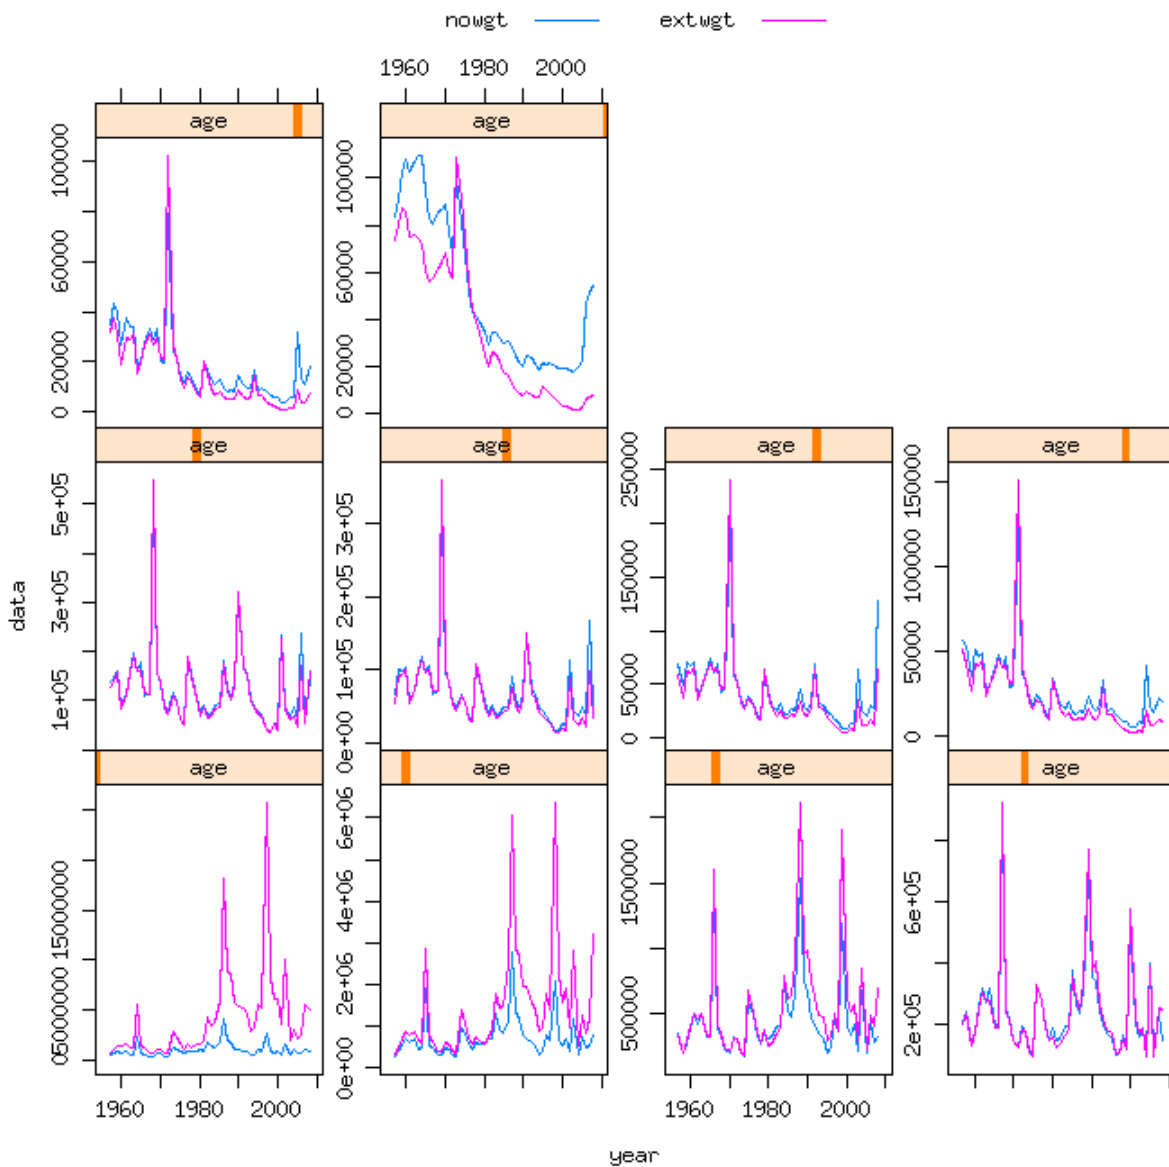 nowgt extwgt
1960 1980 2000
age age
0 20000 60000 100000
0 20000 60000 100000
age age age age
1e+05 3e+05 5e+05
0e+00 1e+05 2e+05 3e+05
0 50000 150000 250000
0 50000 100000 150000
data
age age age age
0 5000000 15000000
0e+00 2e+06 4e+06 6e+06
500000 1500000
2e+05 6e+05
1960 1980 2000 1960 1980 2000
year